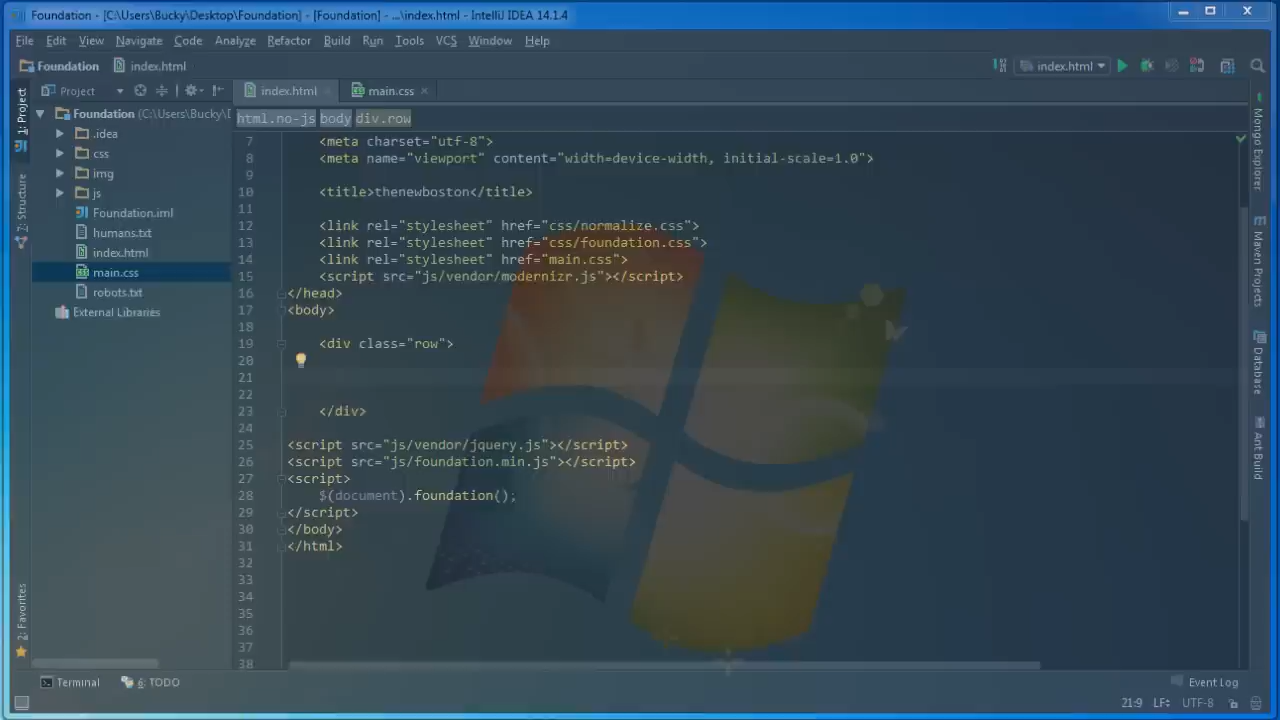 Foundation - [C:\Users\Bucky\Desktop\Foundation] - [Foundation] - ...\index.html - IntelliJ IDEA 14.1.4
File Edit View Navigate Code Analyze Refactor Build Run Tools VCS Window Help
Foundation index.html index.html
Project index.html main.css
html.no-js body div.row
1: Project
7: Structure
2: Favorites
Foundation (C:\Users\Bucky\D
.idea
css
img
js
Foundation.iml
humans.txt
index.html
main.css
robots.txt
External Libraries
7 <meta charset="utf-8">
8 <meta name="viewport" content="width=device-width, initial-scale=1.0">
9
10 <title>thenewboston</title>
11
12 <link rel="stylesheet" href="css/normalize.css">
13 <link rel="stylesheet" href="css/foundation.css">
14 <link rel="stylesheet" href="main.css">
15 <script src="js/vendor/modernizr.js"></script>
16 </head>
17 <body>
18
19 <div class="row">
20
21
22
23 </div>
24
25 <script src="js/vendor/jquery.js"></script>
26 <script src="js/foundation.min.js"></script>
27 <script>
28 $(document).foundation();
29 </script>
30 </body>
31 </html>
32
33
34
35
36
37
38
Mongo Explorer
Maven Projects
Database
Ant Build
Terminal 6: TODO Event Log
21:9 LF: UTF-8